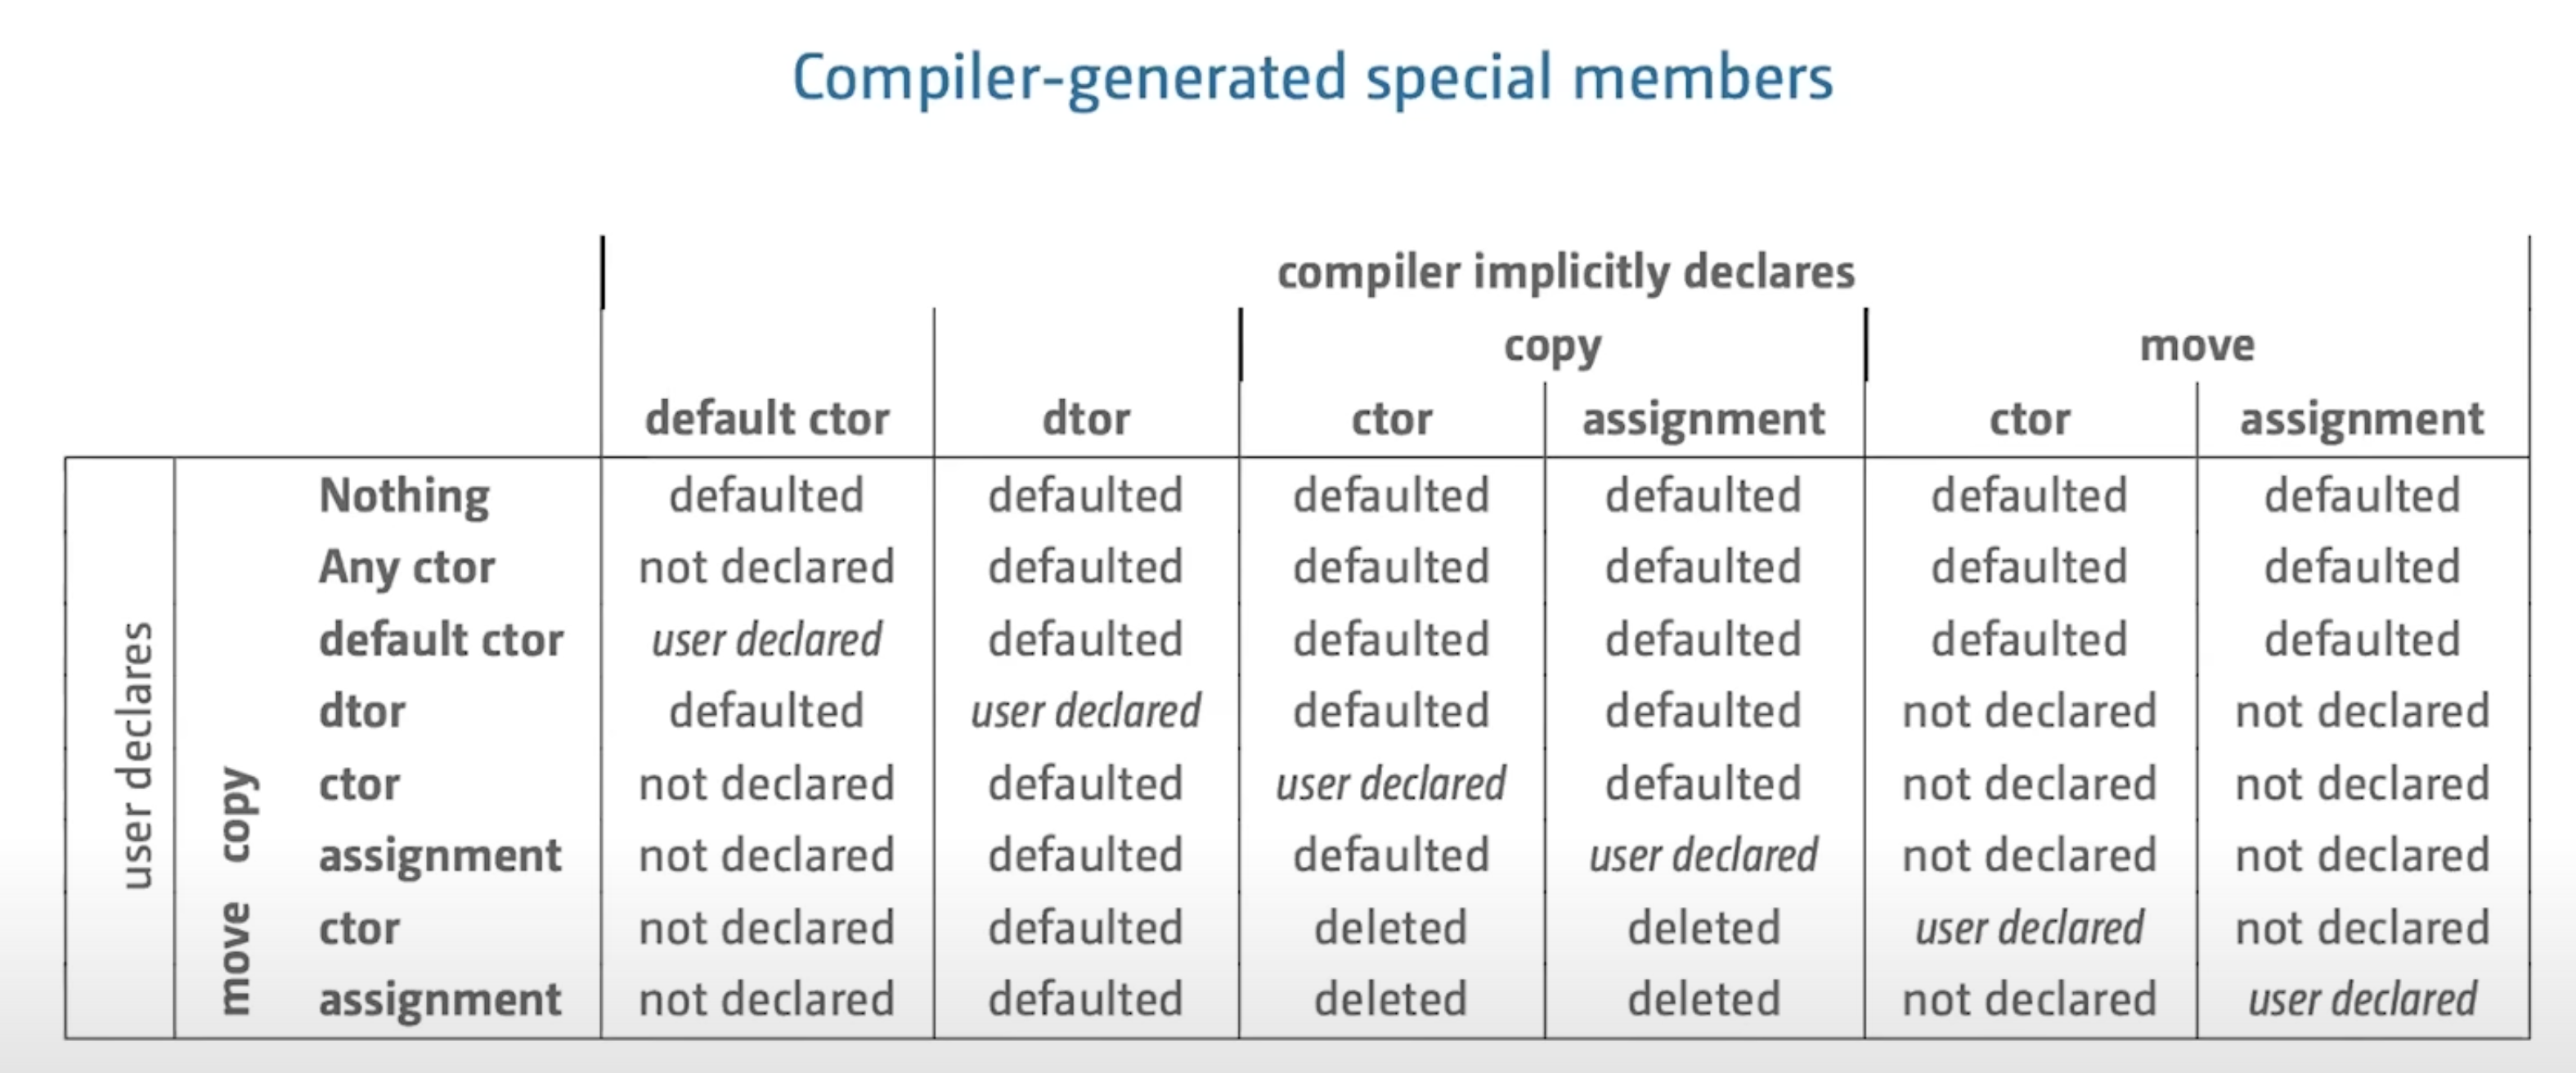 Compiler-generated special members
compiler implicitly declares
copy move
default ctor dtor ctor assignment ctor assignment
user declares
copy
move
Nothing defaulted defaulted defaulted defaulted defaulted defaulted
Any ctor not declared defaulted defaulted defaulted defaulted defaulted
default ctor user declared defaulted defaulted defaulted defaulted defaulted
dtor defaulted user declared defaulted defaulted not declared not declared
ctor not declared defaulted user declared defaulted not declared not declared
assignment not declared defaulted defaulted user declared not declared not declared
ctor not declared defaulted deleted deleted user declared not declared
assignment not declared defaulted deleted deleted not declared user declared